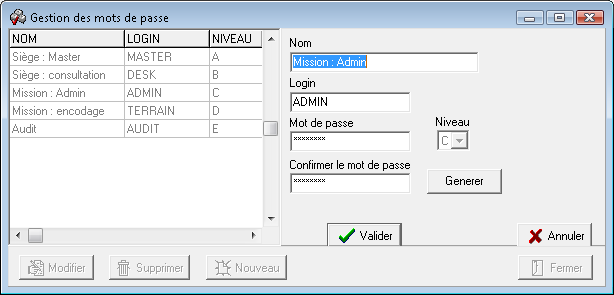 Gestion des mots de passe
NOM LOGIN NIVEAU
Siège : Master MASTER A
Siège : consultation DESK B
Mission : Admin ADMIN C
Mission : encodage TERRAIN D
Audit AUDIT E
Nom
Mission : Admin
Login
ADMIN
Mot de passe Niveau
******** C
Confirmer le mot de passe
******** Generer
Valider Annuler
Modifier Supprimer Nouveau Fermer